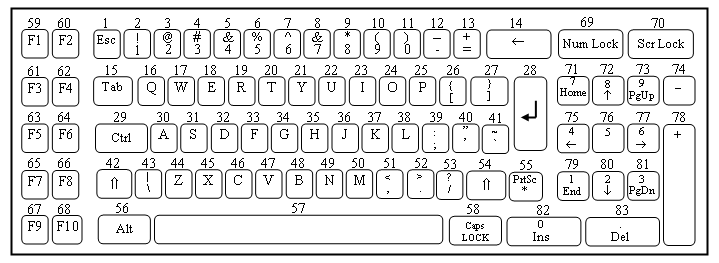 59 60 1 2 3 4 5 6 7 8 9 10 11 12 13 14 69 70
F1 F2 Esc ! @ # & % ^ & * ( ) – + ← Num Lock Scr Lock
1 2 3 4 5 6 7 8 9 0 - =
61 62 15 16 17 18 19 20 21 22 23 24 25 26 27 28 71 72 73 74
F3 F4 Tab Q W E R T Y U I O P { } ↵ 7 8 9 –
[ ] Home ↑ PgUp
63 64 29 30 31 32 33 34 35 36 37 38 39 40 41 75 76 77 78
F5 F6 Ctrl A S D F G H J K L : " ~ 4 5 6 +
; , ` ← →
65 66 42 43 44 45 46 47 48 49 50 51 52 53 54 55 79 80 81
F7 F8 ⇑ | Z X C V B N M < > ? ⇑ PrtSc 1 2 3
\ , . / * End ↓ PgDn
67 68 56 57 58 82 83
F9 F10 Alt Caps 0 .
LOCK Ins Del